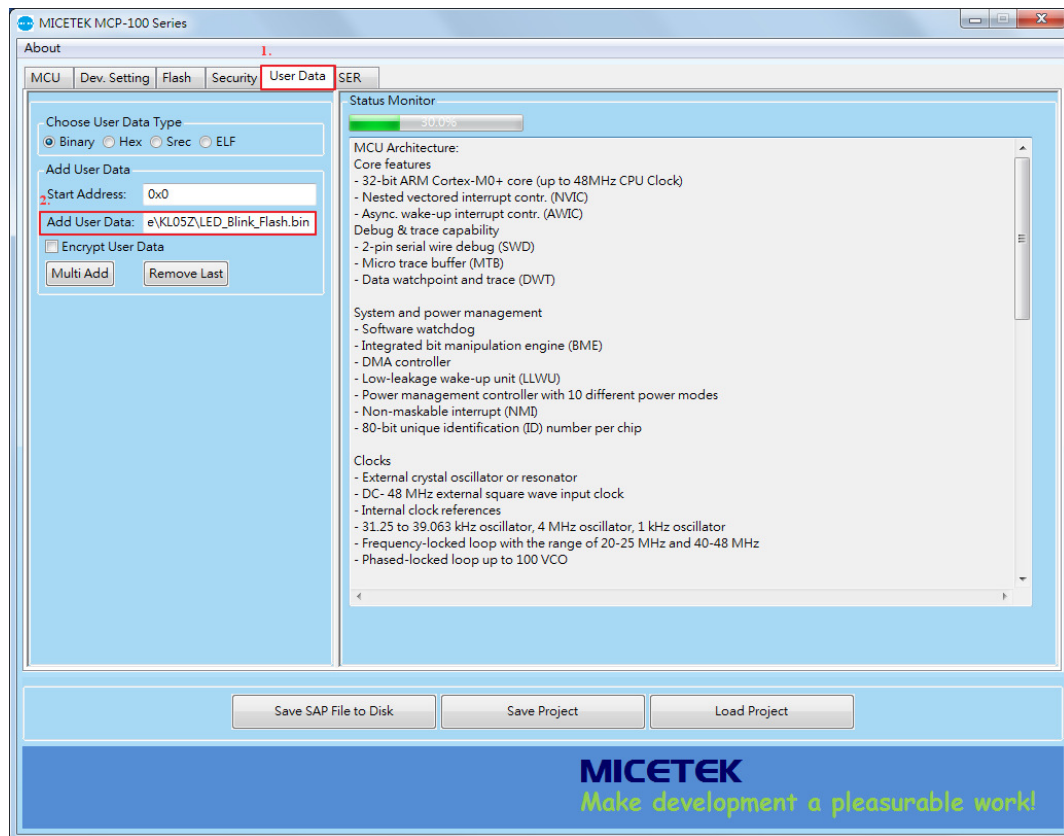 MICETEK MCP-100 Series
About
1.
MCU Dev. Setting Flash Security User Data SER
Choose User Data Type
Binary Hex Srec ELF
Add User Data
Start Address: 0x0
2.
Add User Data: e\KL05Z\LED_Blink_Flash.bin
Encrypt User Data
Multi Add Remove Last
Status Monitor
30.0%
MCU Architecture:
Core features
- 32-bit ARM Cortex-M0+ core (up to 48MHz CPU Clock)
- Nested vectored interrupt contr. (NVIC)
- Async. wake-up interrupt contr. (AWIC)
Debug & trace capability
- 2-pin serial wire debug (SWD)
- Micro trace buffer (MTB)
- Data watchpoint and trace (DWT)
System and power management
- Software watchdog
- Integrated bit manipulation engine (BME)
- DMA controller
- Low-leakage wake-up unit (LLWU)
- Power management controller with 10 different power modes
- Non-maskable interrupt (NMI)
- 80-bit unique identification (ID) number per chip
Clocks
- External crystal oscillator or resonator
- DC- 48 MHz external square wave input clock
- Internal clock references
- 31.25 to 39.063 kHz oscillator, 4 MHz oscillator, 1 kHz oscillator
- Frequency-locked loop with the range of 20-25 MHz and 40-48 MHz
- Phased-locked loop up to 100 VCO
Save SAP File to Disk Save Project Load Project
MICETEK
Make development a pleasurable work!